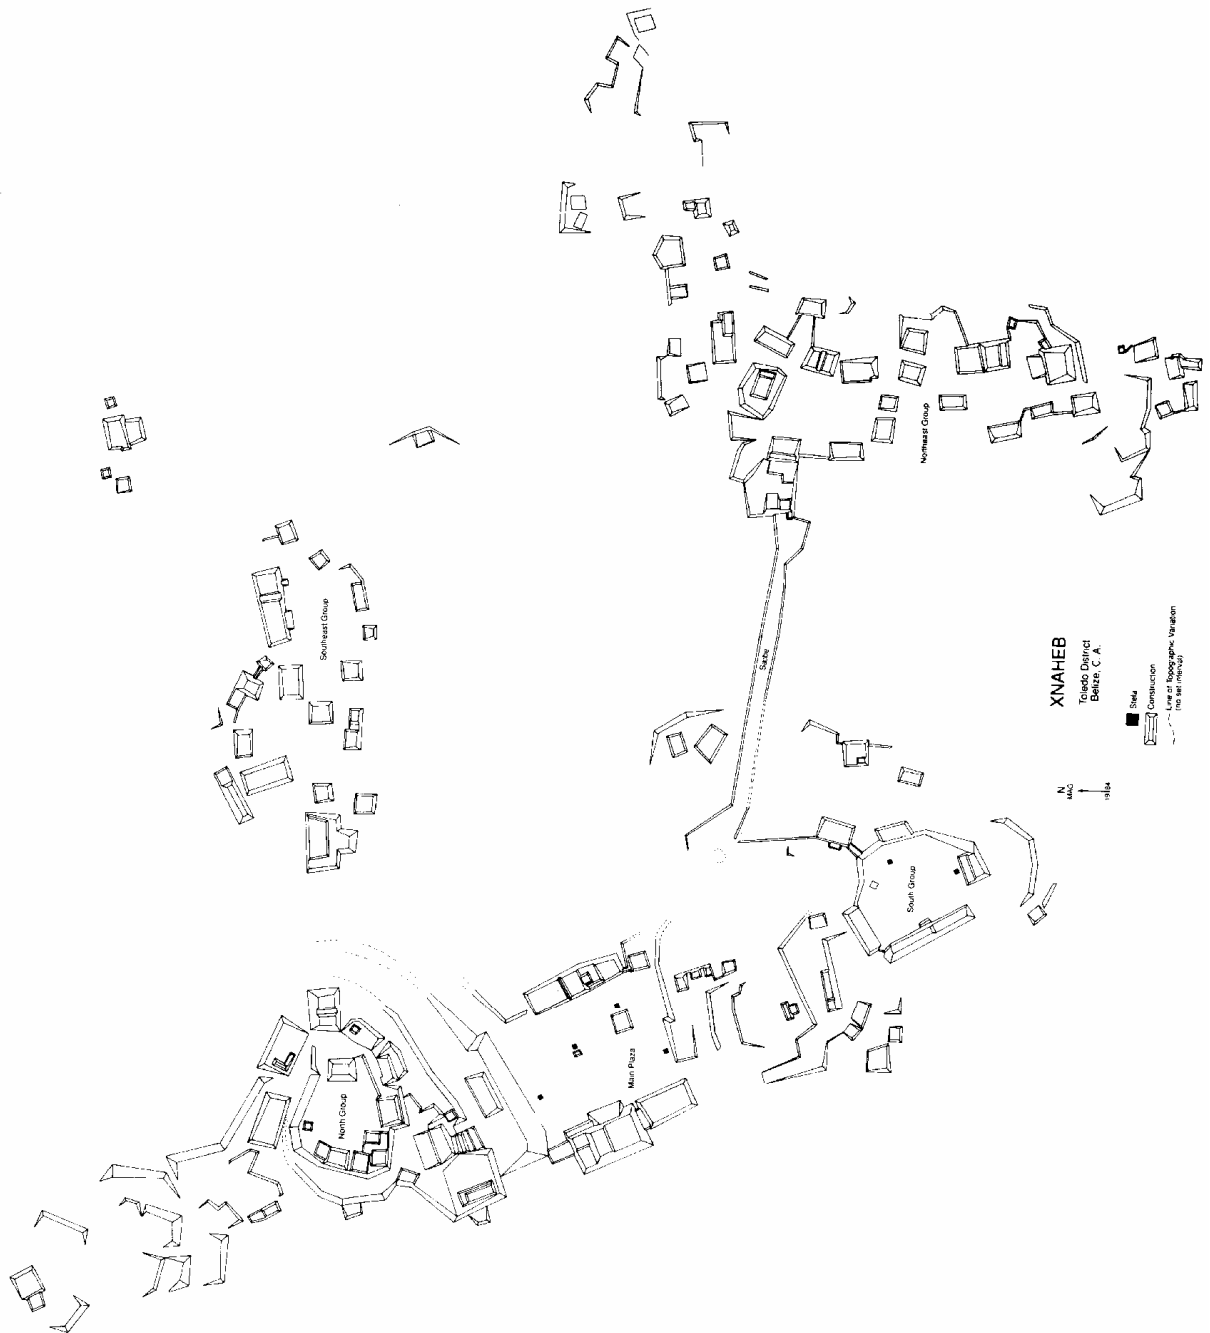 Northeast Group
Southeast Group
Sacbe
South Group
Main Plaza
North Group
XNAHEB
Toledo District
Belize, C. A.
Stela
Construction
Line of Topographic Variation
(no set interval)
N
MAG